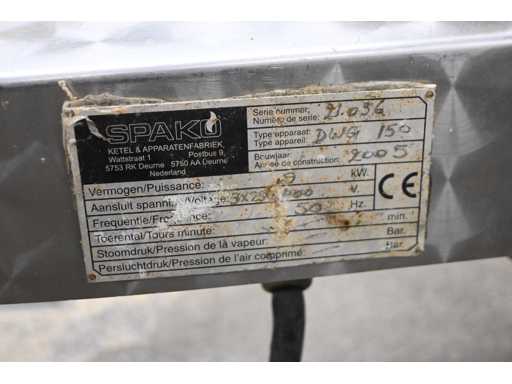 SPAKO
KETEL & APPARATENFABRIEK
Wattstraat 1 Postbus 9
5753 RK Deurne 5750 AA Deurne
Nederland
Serie nummer:
Numéro de série: 21.036
Type apparaat:
Type appareil: DWG 150
Bouwjaar:
Année de construction: 2005
Vermogen/Puissance: kW.
Aansluit spanning/Voltage: 400 V.
Frequentie/Fréquence: 50 Hz.
Toerental/Tours minute: min.
Stoomdruk/Pression de la vapeur: Bar.
Persluchtdruk/Pression de l'air comprimé: Bar.
CE